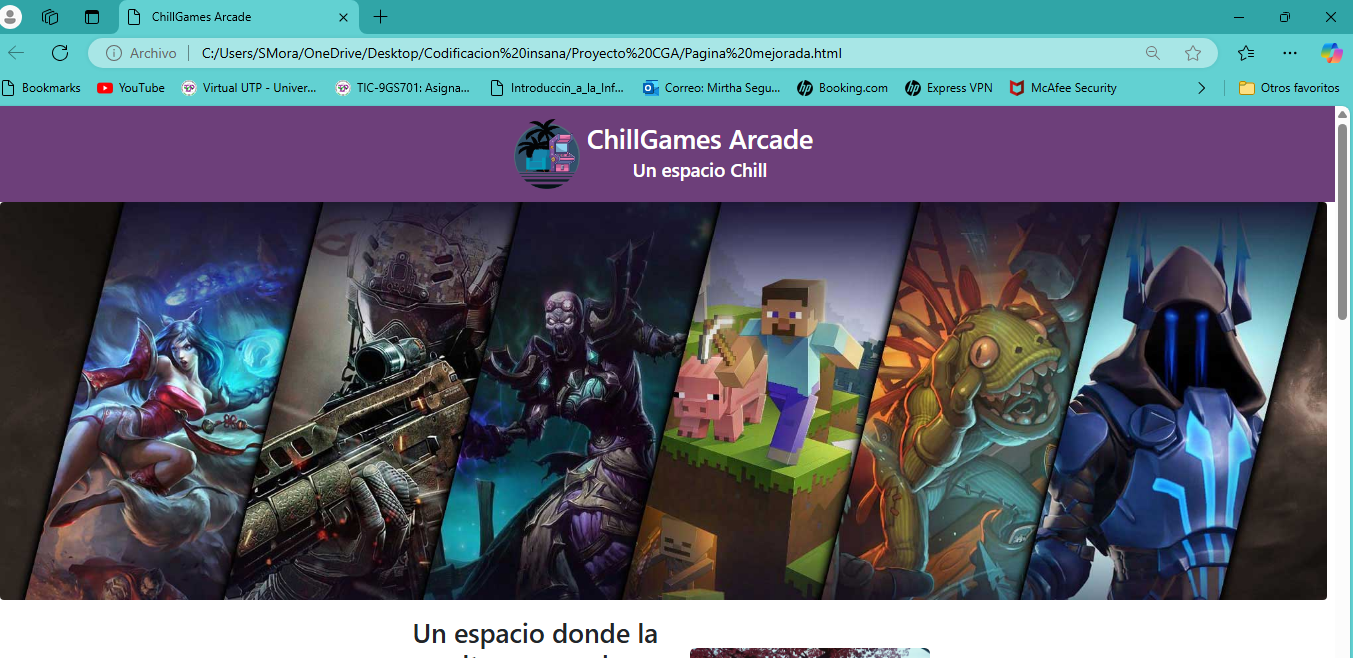 ChillGames Arcade
Archivo
C:/Users/SMora/OneDrive/Desktop/Codificacion%20insana/Proyecto%20CGA/Pagina%20mejorada.html
Bookmarks
YouTube
Virtual UTP - Univer...
TIC-9GS701: Asigna...
Introduccin_a_la_Inf...
Correo: Mirtha Segu...
Booking.com
Express VPN
McAfee Security
Otros favoritos
ChillGames Arcade
Un espacio Chill
Un espacio donde la